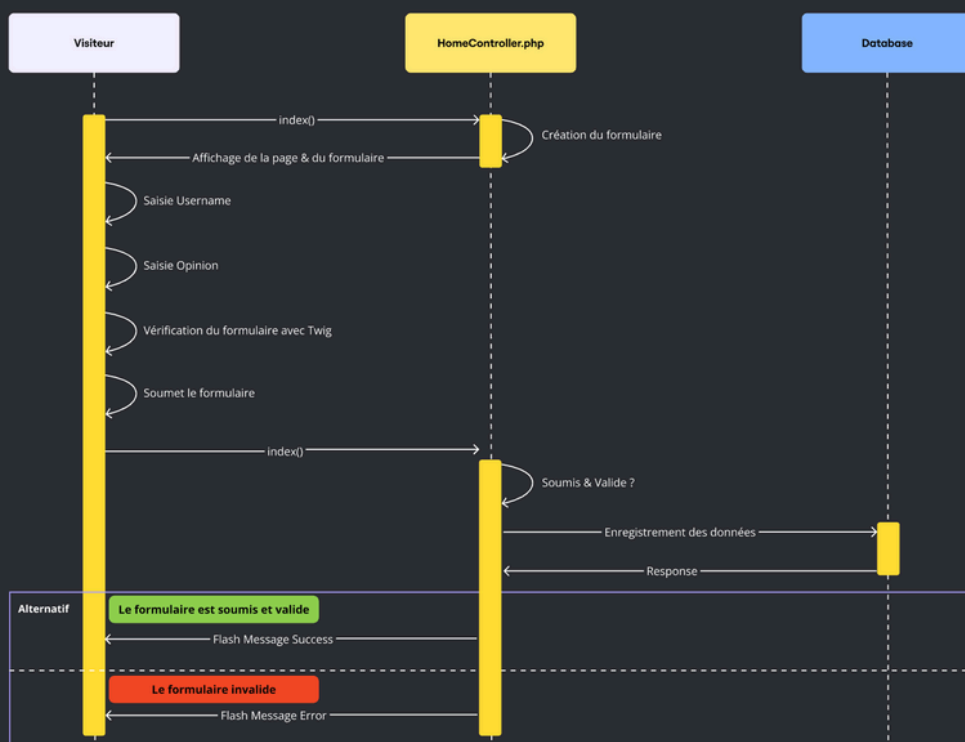 Visiteur
HomeController.php
Database
index()
Création du formulaire
Affichage de la page & du formulaire
Saisie Username
Saisie Opinion
Vérification du formulaire avec Twig
Soumet le formulaire
index()
Soumis & Valide ?
Enregistrement des données
Response
Alternatif
Le formulaire est soumis et valide
Flash Message Success
Le formulaire invalide
Flash Message Error